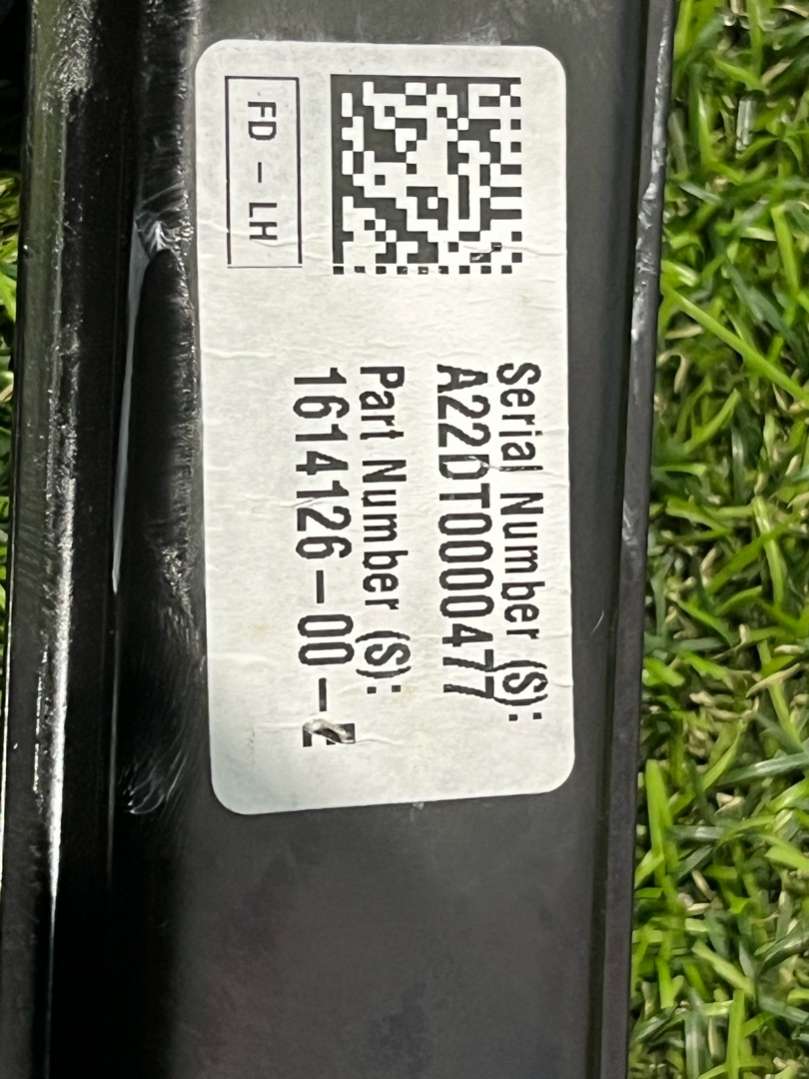 FD - LH
Serial Number (S):
A22DT0000477
Part Number (S):
1614126-00-E